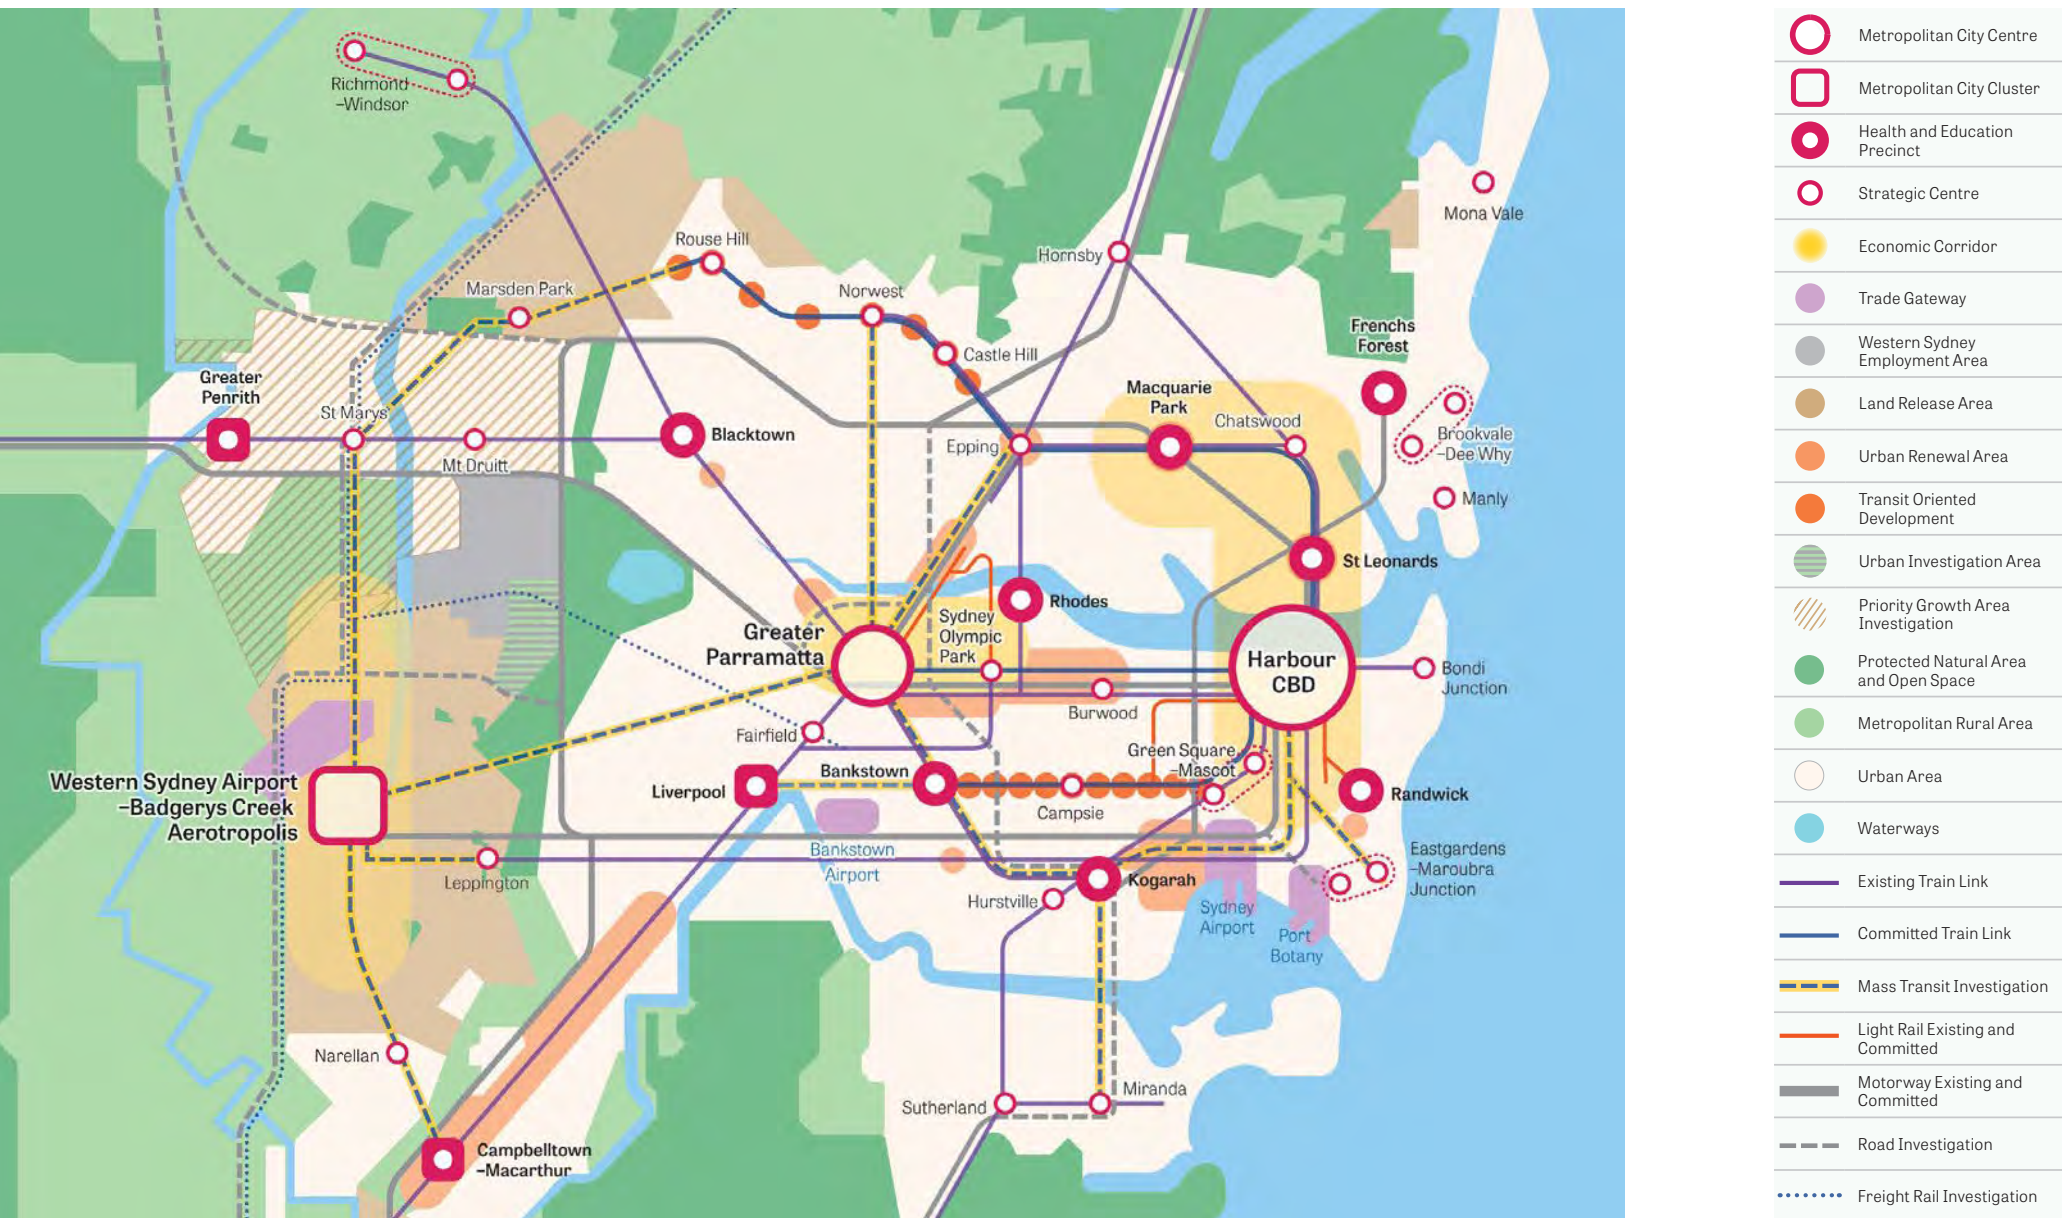 Richmond
–Windsor
Mona Vale
Rouse Hill
Hornsby
Marsden Park
Norwest
Frenchs
Forest
Castle Hill
Greater
Penrith
Macquarie
Park
St Marys
Chatswood
Blacktown
Epping
Brookvale
–Dee Why
Mt Druitt
Manly
St Leonards
Rhodes
Sydney
Olympic
Park
Greater
Parramatta
Harbour
CBD
Bondi
Junction
Burwood
Fairfield
Green Square
–Mascot
Western Sydney Airport
–Badgerys Creek
Aerotropolis
Bankstown
Liverpool
Randwick
Campsie
Bankstown
Airport
Eastgardens
–Maroubra
Junction
Leppington
Kogarah
Hurstville
Sydney
Airport
Port
Botany
Narellan
Miranda
Sutherland
Campbelltown
–Macarthur
Metropolitan City Centre
Metropolitan City Cluster
Health and Education
Precinct
Strategic Centre
Economic Corridor
Trade Gateway
Western Sydney
Employment Area
Land Release Area
Urban Renewal Area
Transit Oriented
Development
Urban Investigation Area
Priority Growth Area
Investigation
Protected Natural Area
and Open Space
Metropolitan Rural Area
Urban Area
Waterways
Existing Train Link
Committed Train Link
Mass Transit Investigation
Light Rail Existing and
Committed
Motorway Existing and
Committed
Road Investigation
Freight Rail Investigation